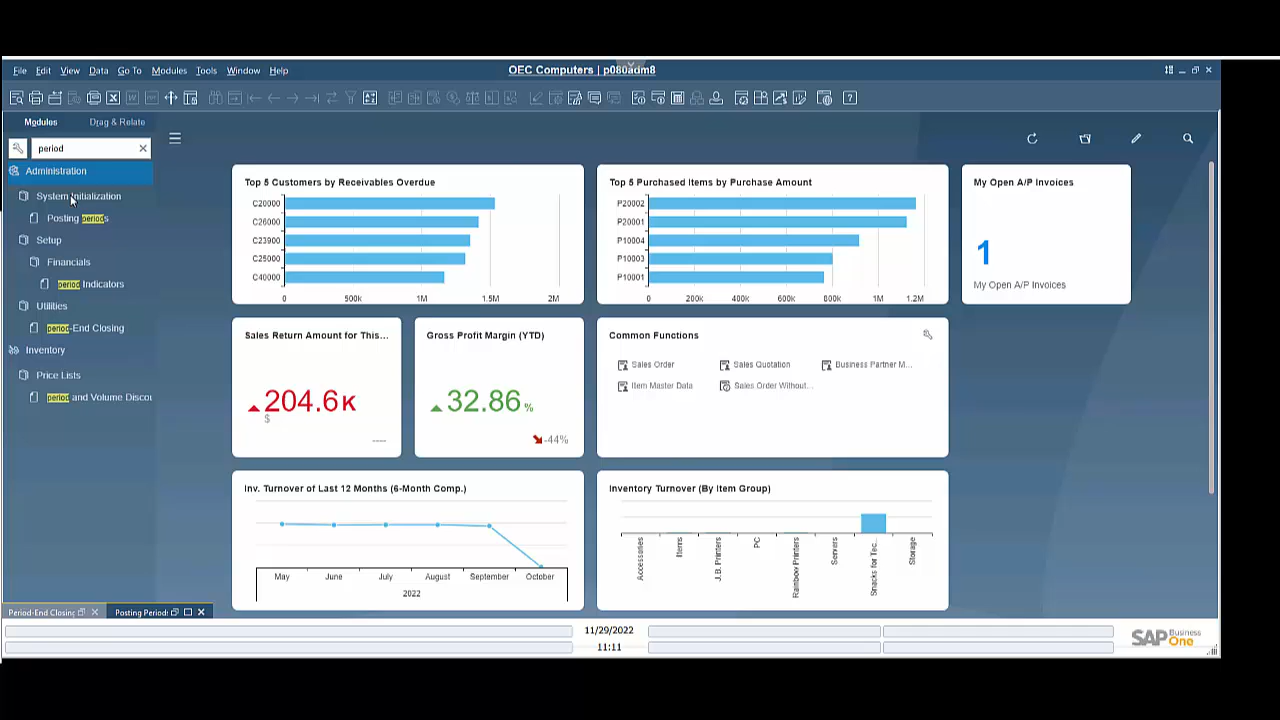 OEC Computers | p080adm8
File Edit View Data Go To Modules Tools Window Help
Modules Drag & Relate
period
Administration
System Initialization
Posting periods
Setup
Financials
period Indicators
Utilities
period-End Closing
Inventory
Price Lists
period and Volume Discou
Top 5 Customers by Receivables Overdue
C20000
C26000
C23900
C25000
C40000
0 500k 1M 1.5M 2M
Top 5 Purchased Items by Purchase Amount
P20002
P20001
P10004
P10003
P10001
0 200k 400k 600k 800k 1M 1.2M
My Open A/P Invoices
1
My Open A/P Invoices
Sales Return Amount for This...
204.6K
$
----
Gross Profit Margin (YTD)
32.86 %
-44%
Common Functions
Sales Order Sales Quotation Business Partner M...
Item Master Data Sales Order Without...
Inv. Turnover of Last 12 Months (6-Month Comp.)
May June July August September October
2022
Inventory Turnover (By Item Group)
Accessories
Items
J.B. Printers
PC
Rainbow Printers
Servers
Snacks for Tec...
Storage
Period-End Closing Posting Periods
11/29/2022
11:11
SAP Business One